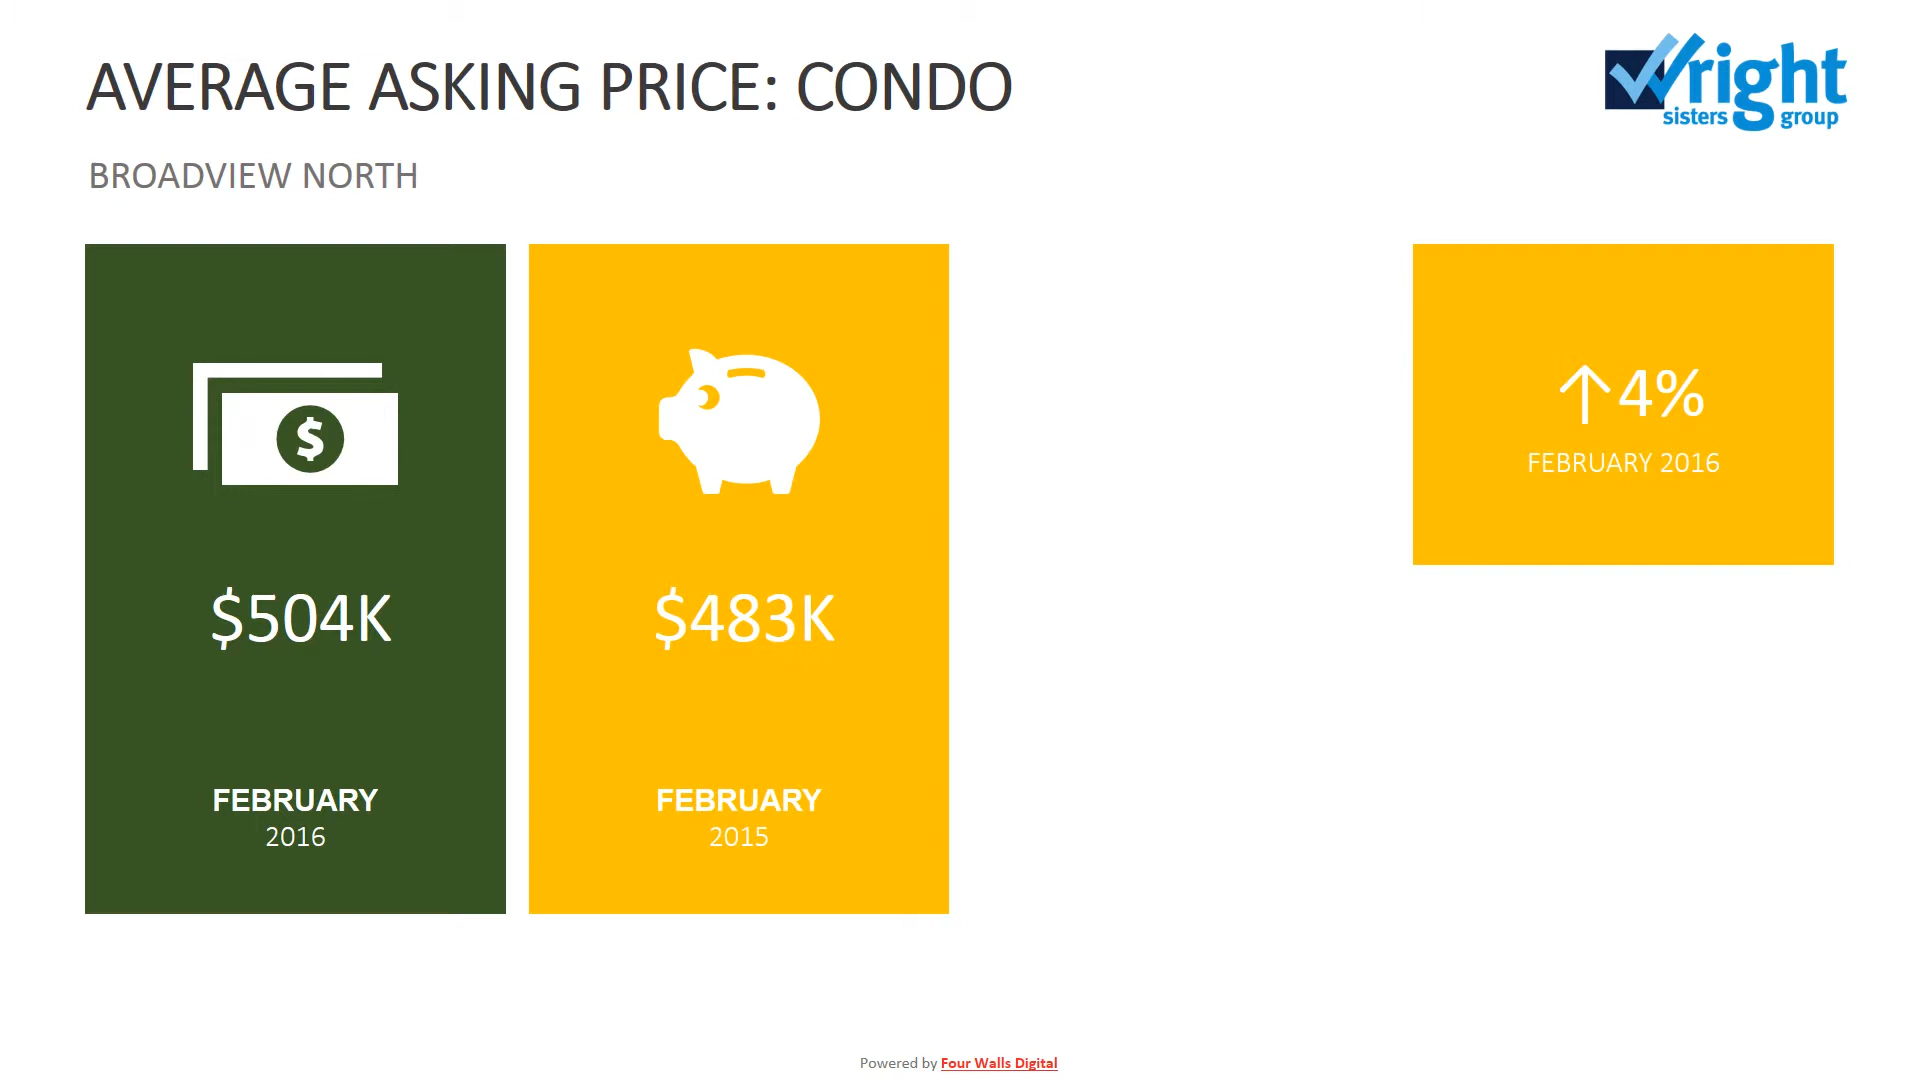 AVERAGE ASKING PRICE: CONDO
Wright
sisters group
BROADVIEW NORTH
$
$504K
FEBRUARY
2016
$483K
FEBRUARY
2015
↑4%
FEBRUARY 2016
Powered by Four Walls Digital